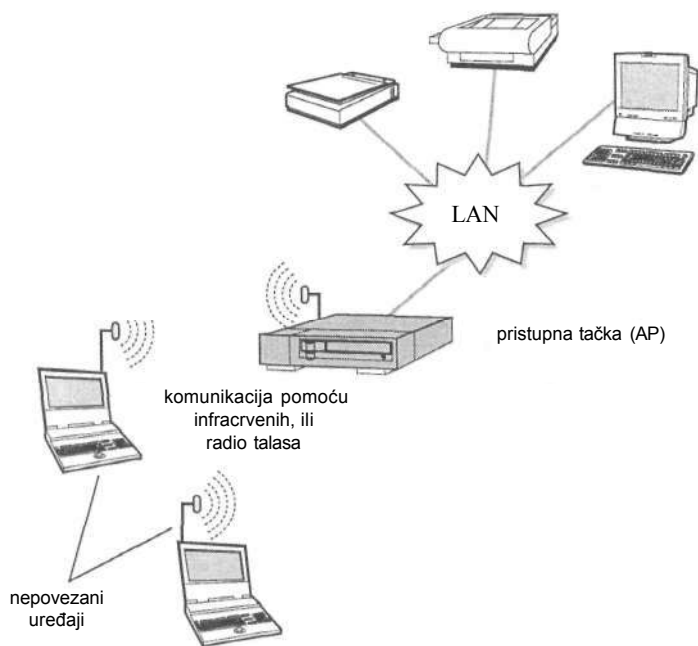 LAN
pristupna tačka (AP)
komunikacija pomoću
infracrvenih, ili
radio talasa
nepovezani
uređaji